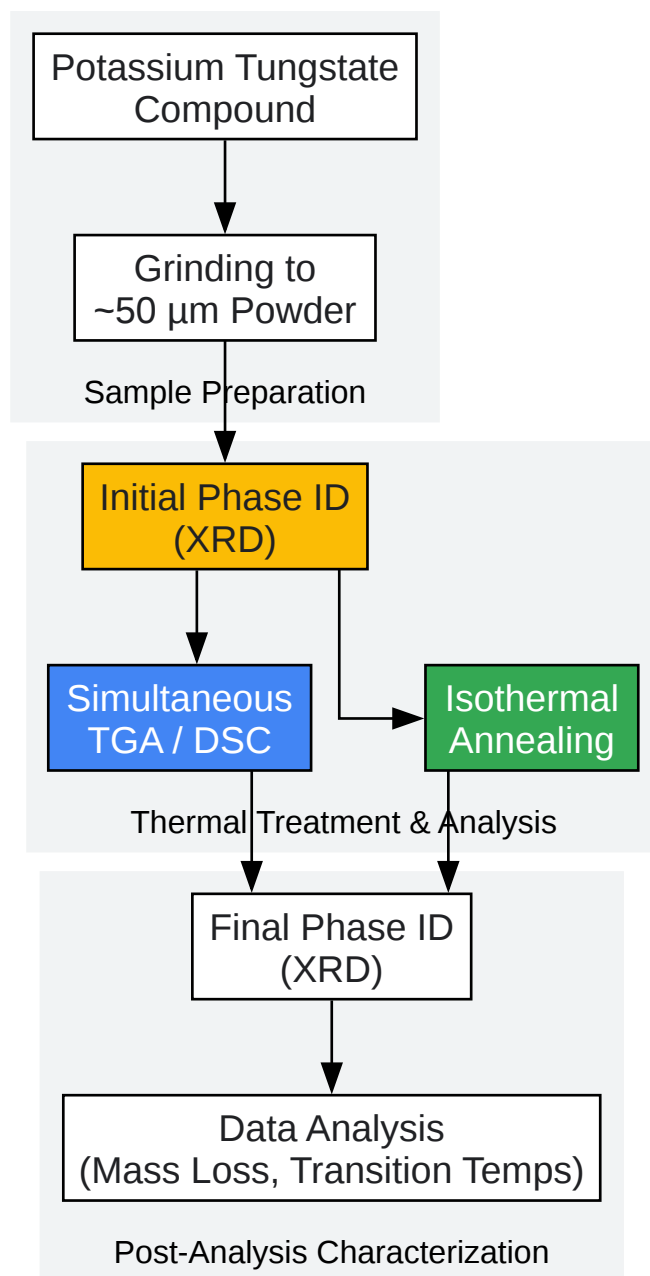 Potassium Tungstate
Compound
Grinding to
~50 µm Powder
Sample Preparation
Initial Phase ID
(XRD)
Simultaneous
TGA / DSC
Isothermal
Annealing
Thermal Treatment & Analysis
Final Phase ID
(XRD)
Data Analysis
(Mass Loss, Transition Temps)
Post-Analysis Characterization